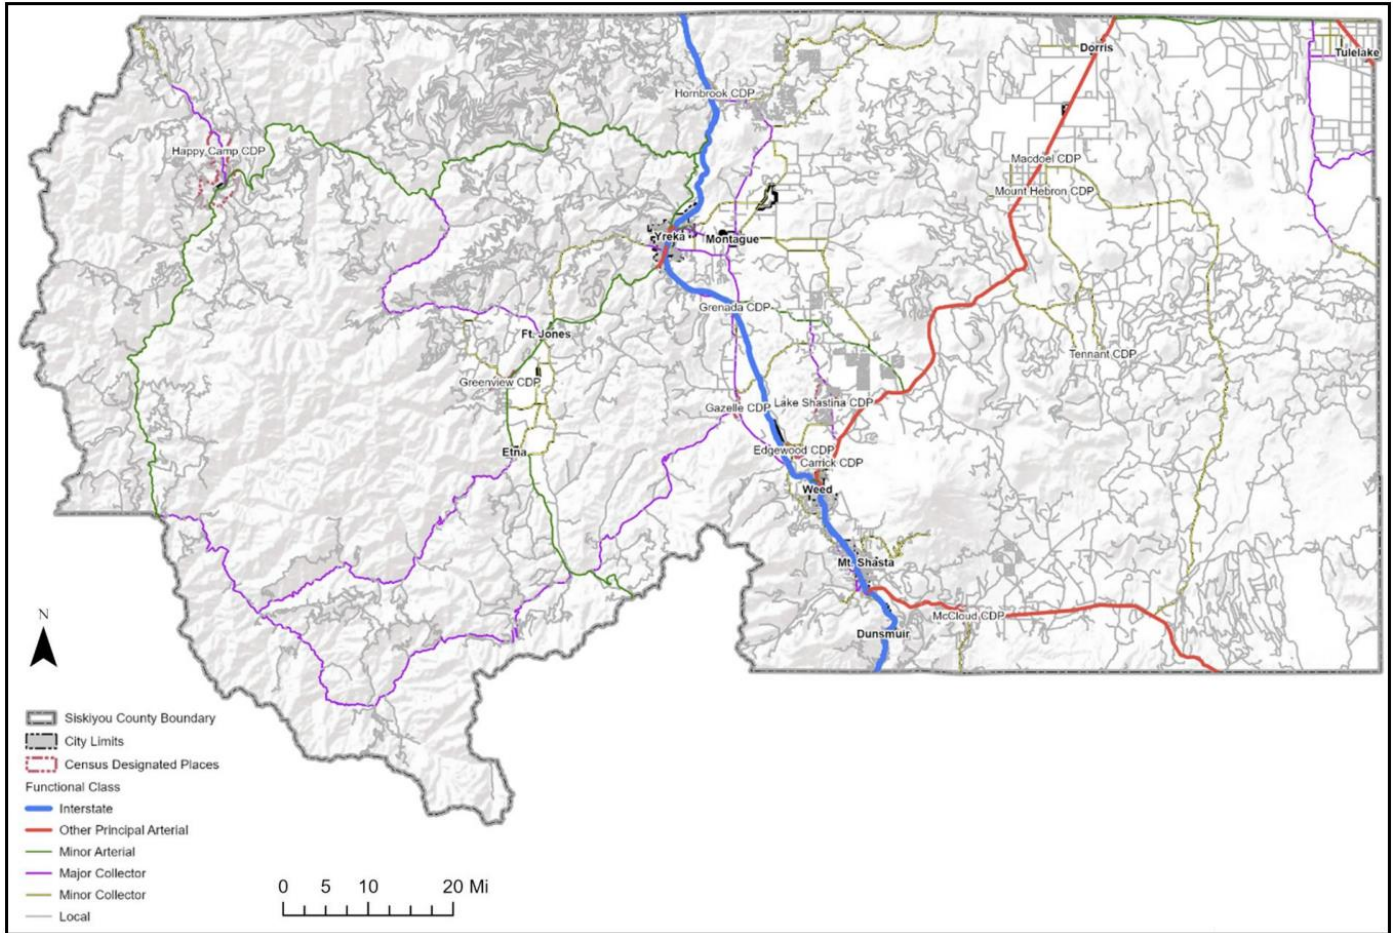 Dorris
Tulelake
Hornbrook CDP
Happy Camp CDP
Macdoel CDP
Mount Hebron CDP
Yreka
Montague
Grenada CDP
Ft. Jones
Tennant CDP
Greenview CDP
Gazelle CDP
Lake Shastina CDP
Etna
Edgewood CDP
Carrick CDP
Weed
Mt. Shasta
McCloud CDP
Dunsmuir
N
Siskiyou County Boundary
City Limits
Census Designated Places
Functional Class
Interstate
Other Principal Arterial
Minor Arterial
Major Collector
Minor Collector
Local
0 5 10 20 Mi